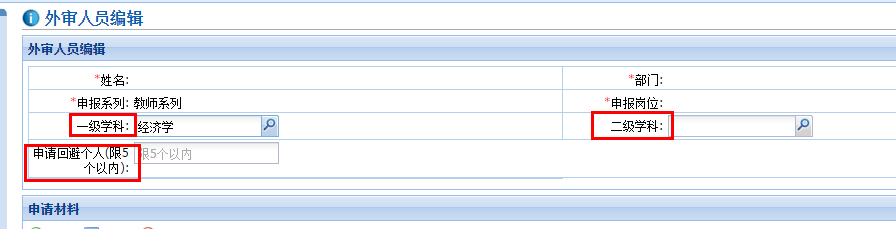 外审人员编辑
外审人员编辑
*姓名:
*部门:
*申报系列: 教师系列
*申报岗位:
一级学科: 经济学
二级学科:
申请回避个人(限5
个以内):
限5个以内
申请材料